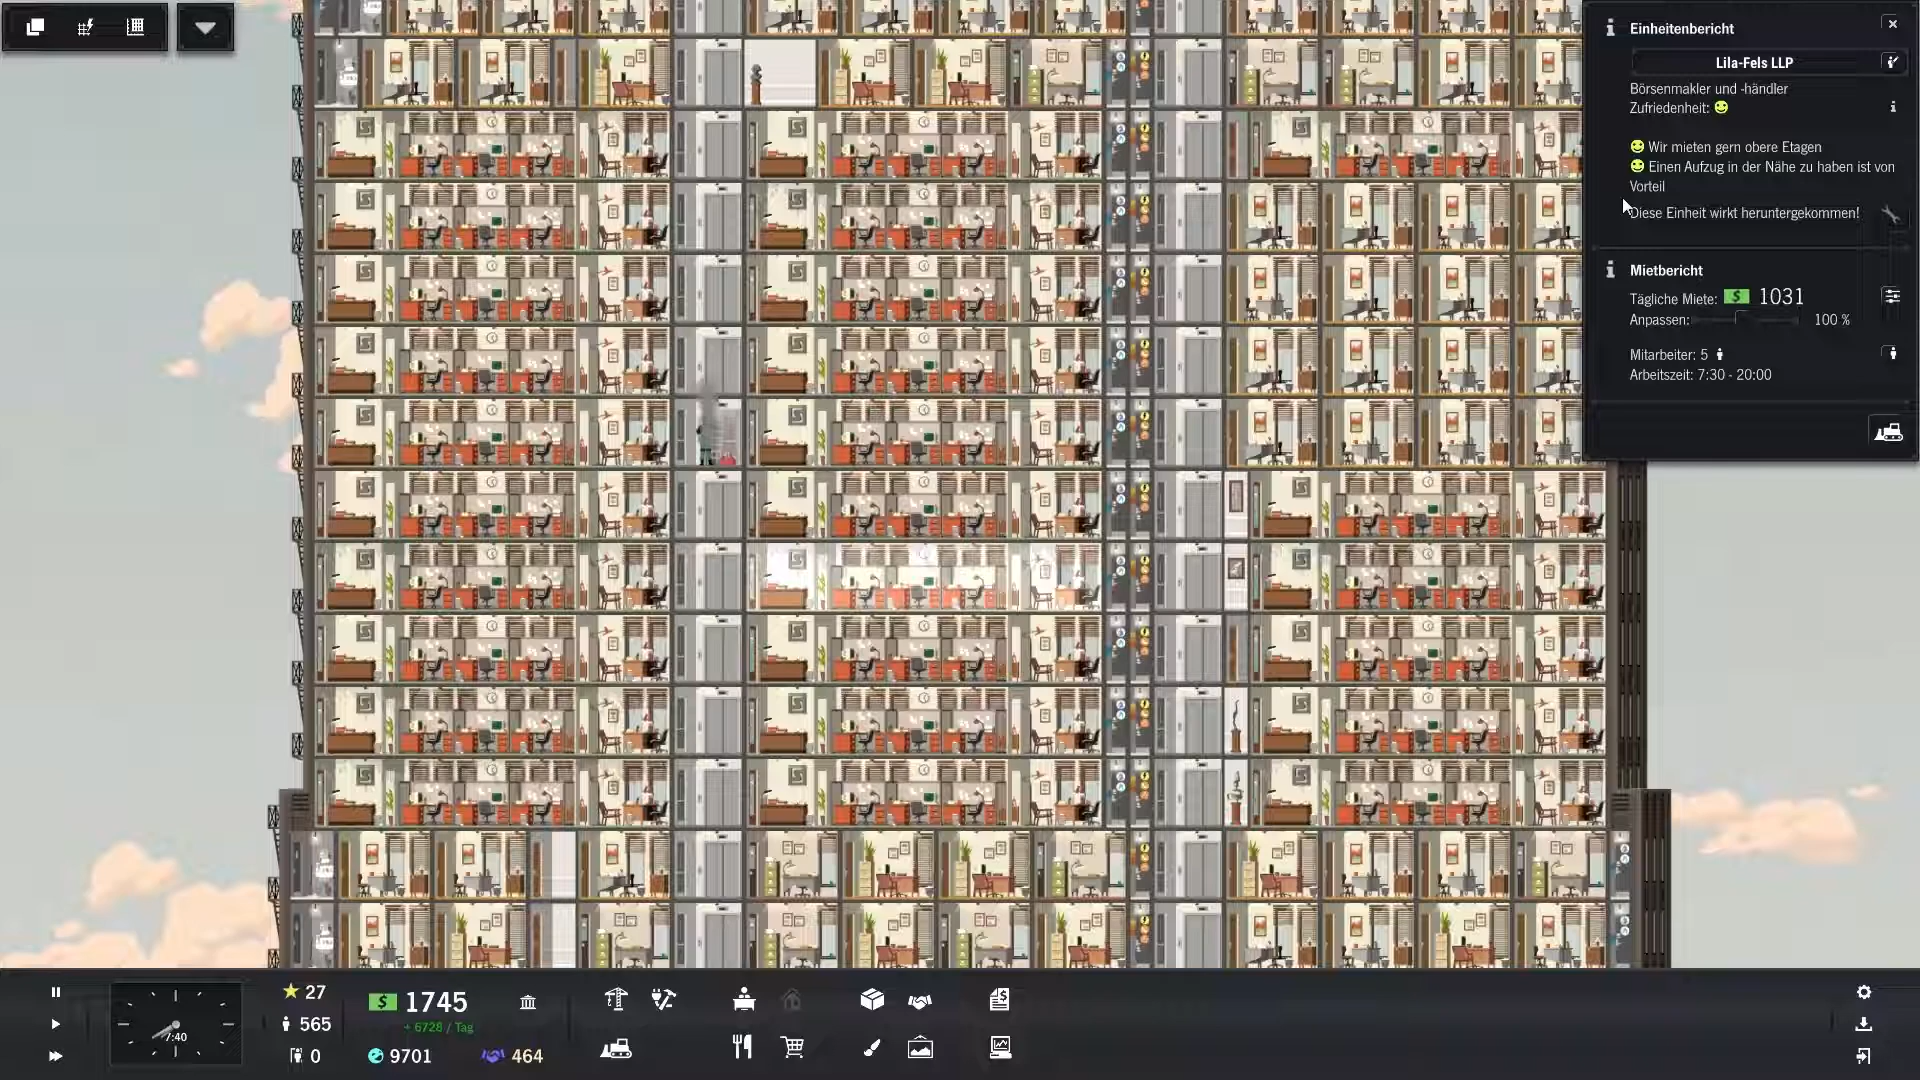 Einheitenbericht
Lila-Fels LLP
Börsenmakler und -händler
Zufriedenheit:
Wir mieten gern obere Etagen
Einen Aufzug in der Nähe zu haben ist von
Vorteil
Diese Einheit wirkt heruntergekommen!
Mietbericht
Tägliche Miete: $ 1031
Anpassen: 100 %
Mitarbeiter: 5
Arbeitszeit: 7:30 - 20:00
7:40
27
565
0
$ 1745
+ 6728 / Tag
9701
464